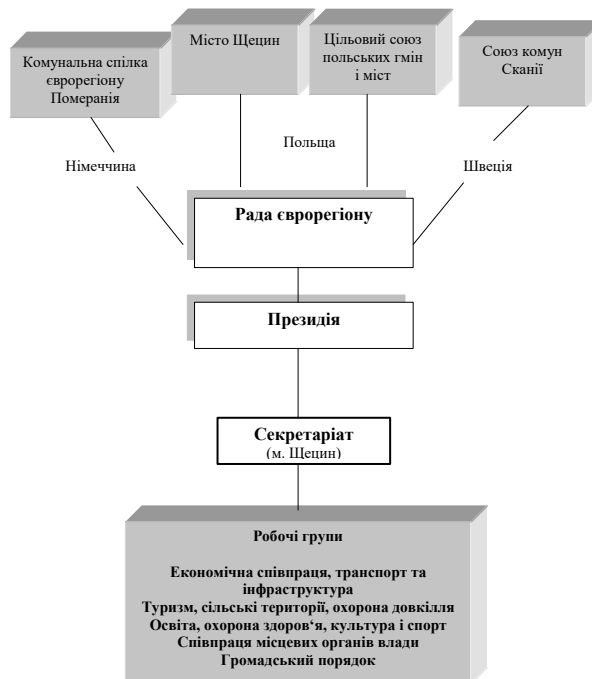 Комунальна спілка
єврорегіону
Померанія
Місто Щецин
Цільовий союз
польських гмін
і міст
Союз комун
Сканії
Німеччина
Польща
Швеція
Рада єврорегіону
Президія
Секретаріат
(м. Щецин)
Робочі групи
Економічна співпраця, транспорт та
інфраструктура
Туризм, сільські території, охорона довкілля
Освіта, охорона здоров‘я, культура і спорт
Співпраця місцевих органів влади
Громадський порядок